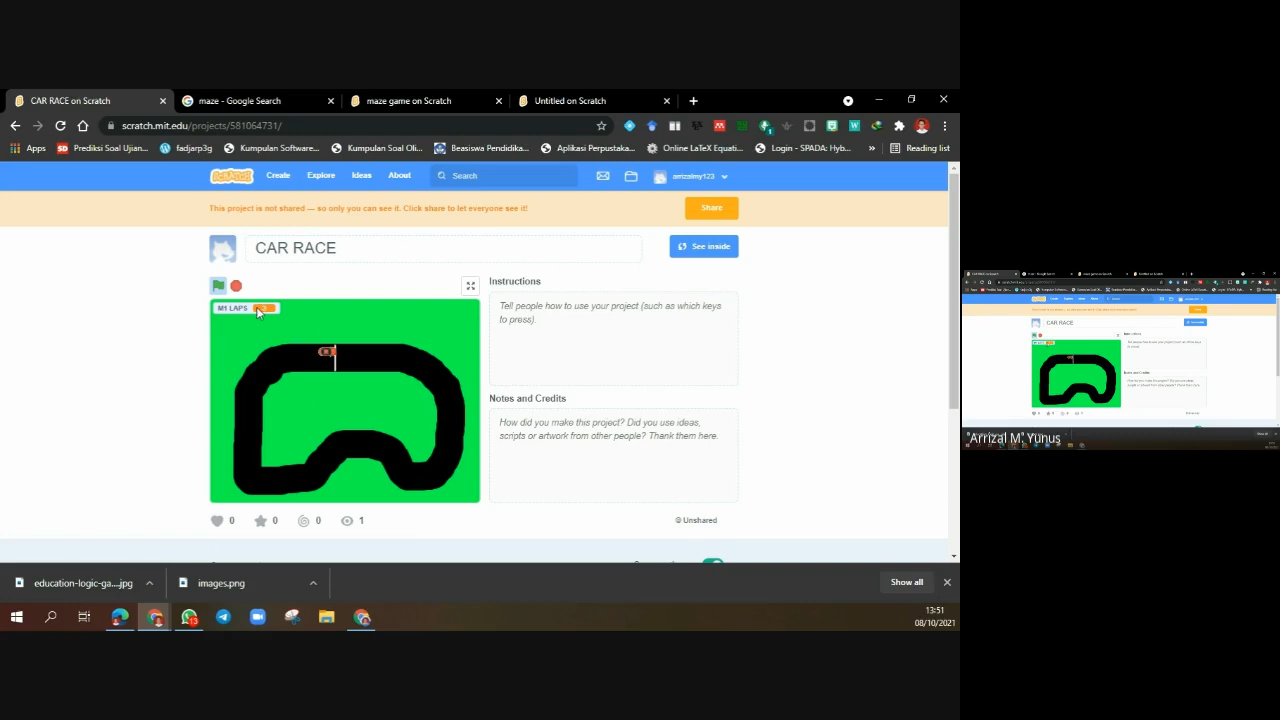 CAR RACE on Scratch
maze - Google Search
maze game on Scratch
Untitled on Scratch
scratch.mit.edu/projects/581064731/
Apps
Prediksi Soal Ujian...
fadjarp3g
Kumpulan Software...
Kumpulan Soal Oli...
Beasiswa Pendidika...
Aplikasi Perpustaka...
Online LaTeX Equati...
Login - SPADA: Hyb...
Reading list
SCRATCH
Create
Explore
Ideas
About
Search
arrizalmy123
This project is not shared — so only you can see it. Click share to let everyone see it!
Share
CAR RACE
See inside
Instructions
M1 LAPS
Tell people how to use your project (such as which keys
to press).
Notes and Credits
How did you make this project? Did you use ideas,
scripts or artwork from other people? Thank them here.
0
0
0
1
Unshared
education-logic-ga....jpg
images.png
Show all
13
13:51
08/10/2021
CAR RACE
Arrizal M. Yunus